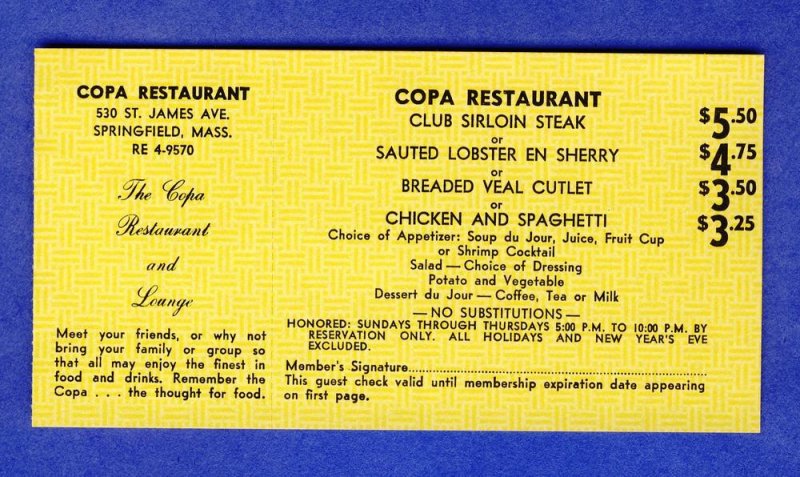 COPA RESTAURANT
530 ST. JAMES AVE.
SPRINGFIELD, MASS.
RE 4-9570
The Copa
Restaurant
and
Lounge
Meet your friends, or why not
bring your family or group so
that all may enjoy the finest in
food and drinks. Remember the
Copa . . . the thought for food.
COPA RESTAURANT
CLUB SIRLOIN STEAK $5.50
or
SAUTED LOBSTER EN SHERRY $4.75
or
BREADED VEAL CUTLET $3.50
or
CHICKEN AND SPAGHETTI $3.25
Choice of Appetizer: Soup du Jour, Juice, Fruit Cup
or Shrimp Cocktail
Salad — Choice of Dressing
Potato and Vegetable
Dessert du Jour — Coffee, Tea or Milk
— NO SUBSTITUTIONS —
HONORED: SUNDAYS THROUGH THURSDAYS 5:00 P.M. TO 10:00 P.M. BY
RESERVATION ONLY. ALL HOLIDAYS AND NEW YEAR'S EVE
EXCLUDED.
Member's Signature..........
This guest check valid until membership expiration date appearing
on first page.